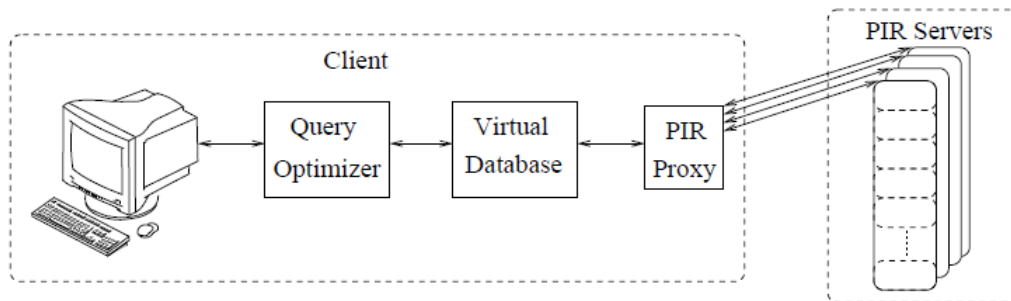 Client
Query
Optimizer
Virtual
Database
PIR
Proxy
PIR Servers